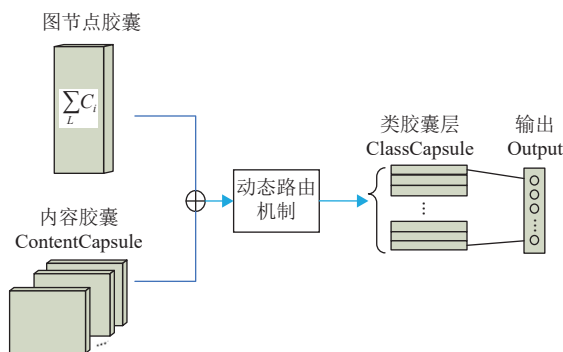 图节点胶囊
∑ C_i
L
内容胶囊
ContentCapsule
动态路由
机制
类胶囊层
ClassCapsule
输出
Output